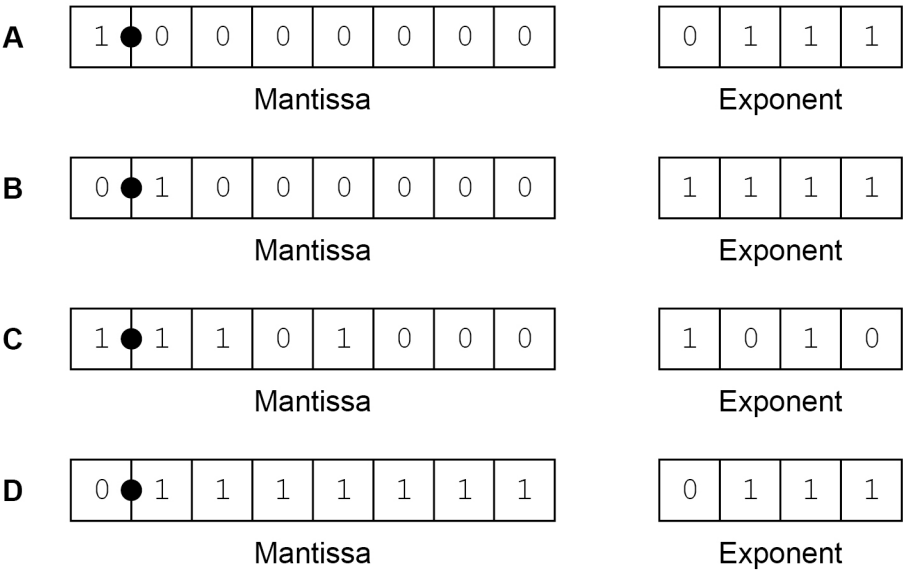 A 1 0 0 0 0 0 0 0 0 1 1 1
Mantissa Exponent
B 0 1 0 0 0 0 0 0 1 1 1 1
Mantissa Exponent
C 1 1 1 0 1 0 0 0 1 0 1 0
Mantissa Exponent
D 0 1 1 1 1 1 1 1 0 1 1 1
Mantissa Exponent